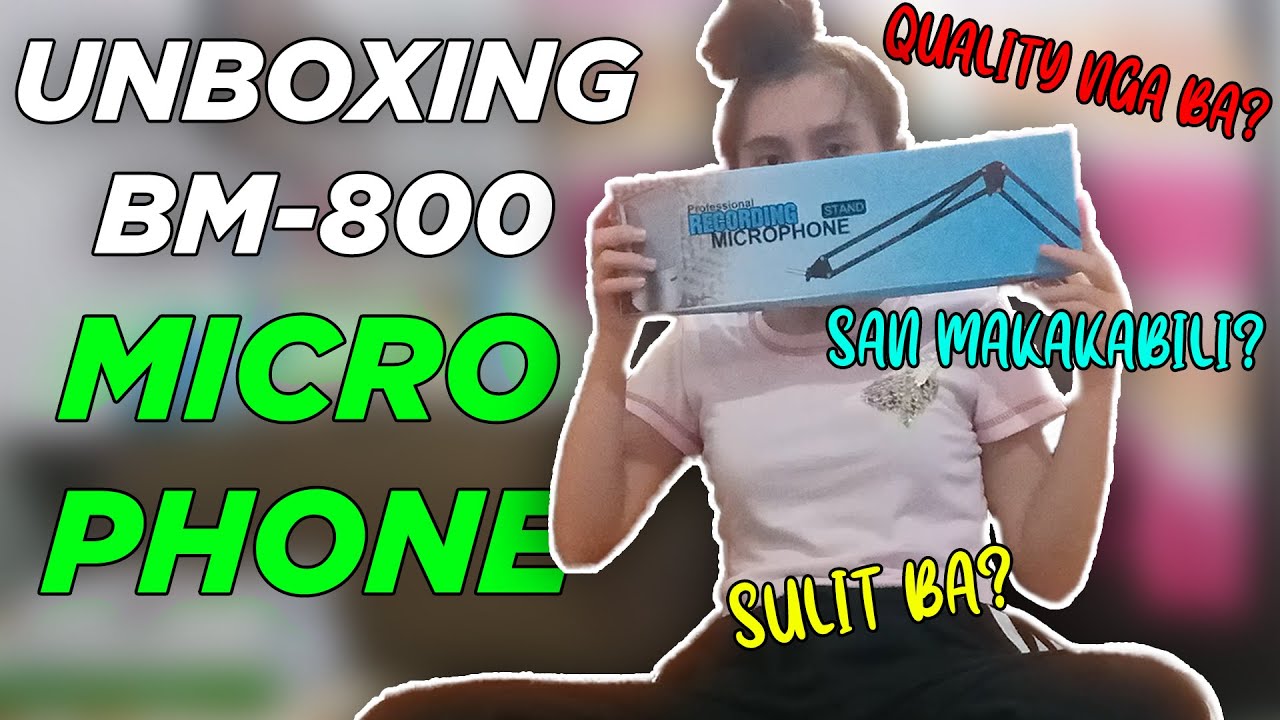 UNBOXING
BM-800
MICRO
PHONE
QUALITY NGA BA?
Professional
RECORDING
MICROPHONE
STAND
SAN MAKAKABILI?
SULIT BA?